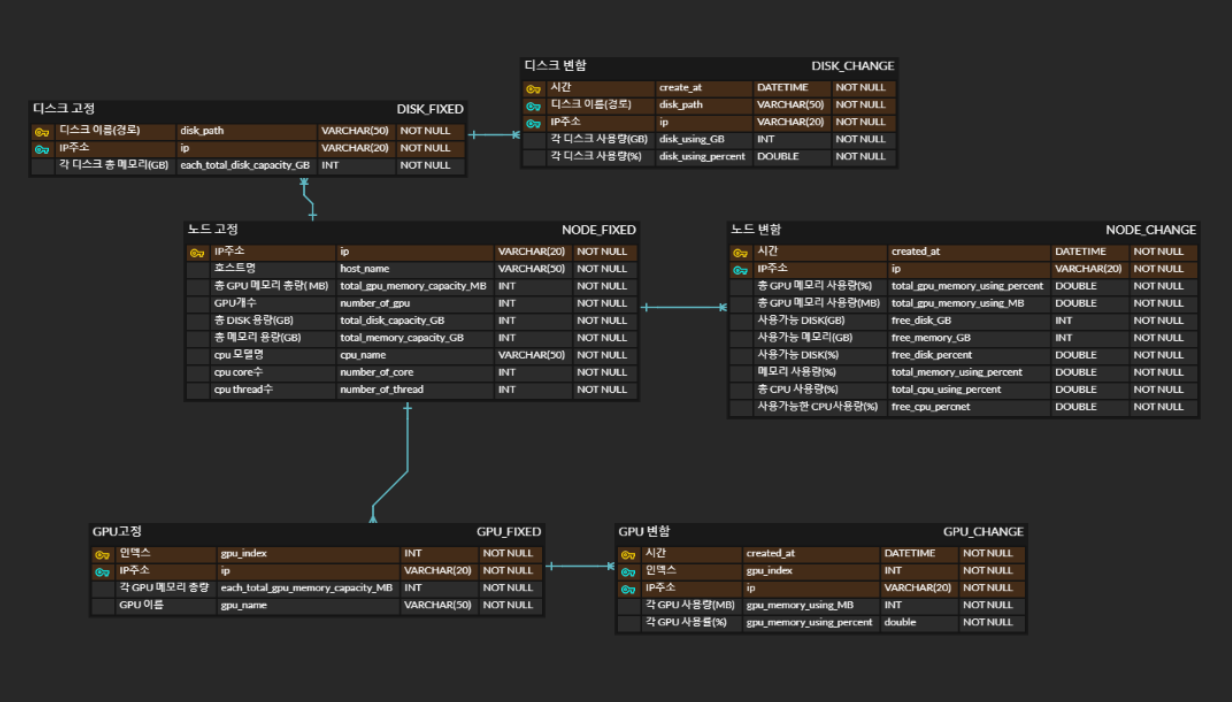 디스크 변함 DISK_CHANGE
시간 create_at DATETIME NOT NULL
디스크 이름(경로) disk_path VARCHAR(50) NOT NULL
IP주소 ip VARCHAR(20) NOT NULL
각 디스크 사용량(GB) disk_using_GB INT NOT NULL
각 디스크 사용량(%) disk_using_percent DOUBLE NOT NULL
디스크 고정 DISK_FIXED
디스크 이름(경로) disk_path VARCHAR(50) NOT NULL
IP주소 ip VARCHAR(20) NOT NULL
각 디스크 총 메모리(GB) each_total_disk_capacity_GB INT NOT NULL
노드 고정 NODE_FIXED
IP주소 ip VARCHAR(20) NOT NULL
호스트명 host_name VARCHAR(50) NOT NULL
총 GPU 메모리 총량( MB) total_gpu_memory_capacity_MB INT NOT NULL
GPU개수 number_of_gpu INT NOT NULL
총 DISK 용량(GB) total_disk_capacity_GB INT NOT NULL
총 메모리 용량(GB) total_memory_capacity_GB INT NOT NULL
cpu 모델명 cpu_name VARCHAR(50) NOT NULL
cpu core수 number_of_core INT NOT NULL
cpu thread수 number_of_thread INT NOT NULL
노드 변함 NODE_CHANGE
시간 created_at DATETIME NOT NULL
IP주소 ip VARCHAR(20) NOT NULL
총 GPU 메모리 사용량(%) total_gpu_memory_using_percent DOUBLE NOT NULL
총 GPU 메모리 사용량(MB) total_gpu_memory_using_MB DOUBLE NOT NULL
사용가능 DISK(GB) free_disk_GB INT NOT NULL
사용가능 메모리(GB) free_memory_GB INT NOT NULL
사용가능 DISK(%) free_disk_percent DOUBLE NOT NULL
메모리 사용량(%) total_memory_using_percent DOUBLE NOT NULL
총 CPU 사용량(%) total_cpu_using_percent DOUBLE NOT NULL
사용가능한 CPU사용량(%) free_cpu_percnet DOUBLE NOT NULL
GPU고정 GPU_FIXED
인덱스 gpu_index INT NOT NULL
IP주소 ip VARCHAR(20) NOT NULL
각 GPU 메모리 총량 each_total_gpu_memory_capacity_MB INT NOT NULL
GPU 이름 gpu_name VARCHAR(50) NOT NULL
GPU 변함 GPU_CHANGE
시간 created_at DATETIME NOT NULL
인덱스 gpu_index INT NOT NULL
IP주소 ip VARCHAR(20) NOT NULL
각 GPU 사용량(MB) gpu_memory_using_MB INT NOT NULL
각 GPU 사용률(%) gpu_memory_using_percent double NOT NULL